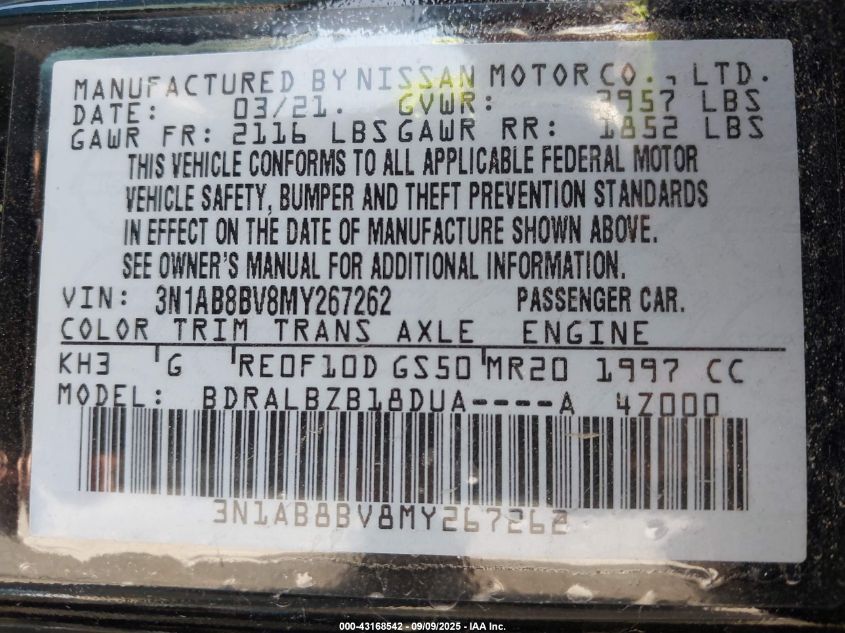 MANUFACTURED BY NISSAN MOTOR CO., LTD.
DATE: 03/21. GVWR: 3957 LBS
GAWR FR: 2116 LBS GAWR RR: 1852 LBS
THIS VEHICLE CONFORMS TO ALL APPLICABLE FEDERAL MOTOR
VEHICLE SAFETY, BUMPER AND THEFT PREVENTION STANDARDS
IN EFFECT ON THE DATE OF MANUFACTURE SHOWN ABOVE.
SEE OWNER'S MANUAL FOR ADDITIONAL INFORMATION.
VIN: 3N1AB8BV8MY267262 PASSENGER CAR.
COLOR TRIM TRANS AXLE ENGINE
KH3 G RE0F10D GS50 MR20 1997 CC
MODEL: BDRALBZB18DUA----A 4Z000
3N1AB8BV8MY267262
000-43168542 - 09/09/2025 - IAA Inc.